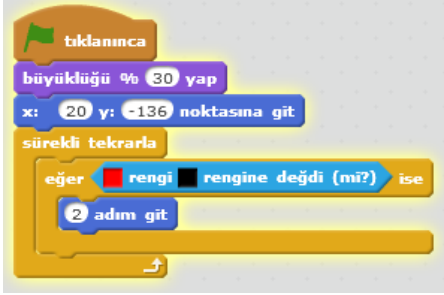 tıklanınca
büyüklüğü % 30 yap
x: 20 y: -136 noktasına git
sürekli tekrarla
eğer rengi rengine değdi (mi?) ise
2 adım git